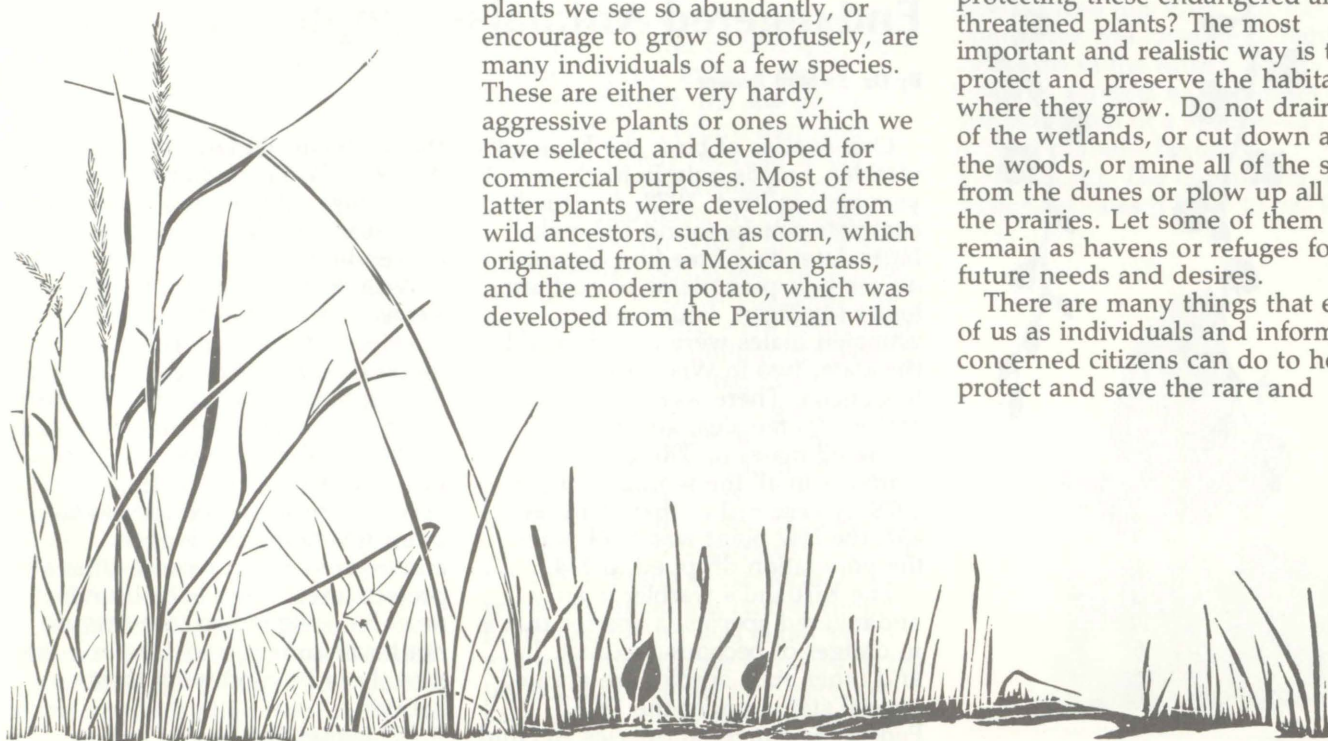 plants we see so abundantly, or
encourage to grow so profusely, are
many individuals of a few species.
These are either very hardy,
aggressive plants or ones which we
have selected and developed for
commercial purposes. Most of these
latter plants were developed from
wild ancestors, such as corn, which
originated from a Mexican grass,
and the modern potato, which was
developed from the Peruvian wild
protecting these endangered
threatened plants? The most
important and realistic way is
protect and preserve the
where they grow. Do not drain
of the wetlands, or cut down
the woods, or mine all of the
from the dunes or plow up all
the prairies. Let some of them
remain as havens or refuges
future needs and desires.
There are many things that
of us as individuals and
concerned citizens can do to
protect and save the rare and